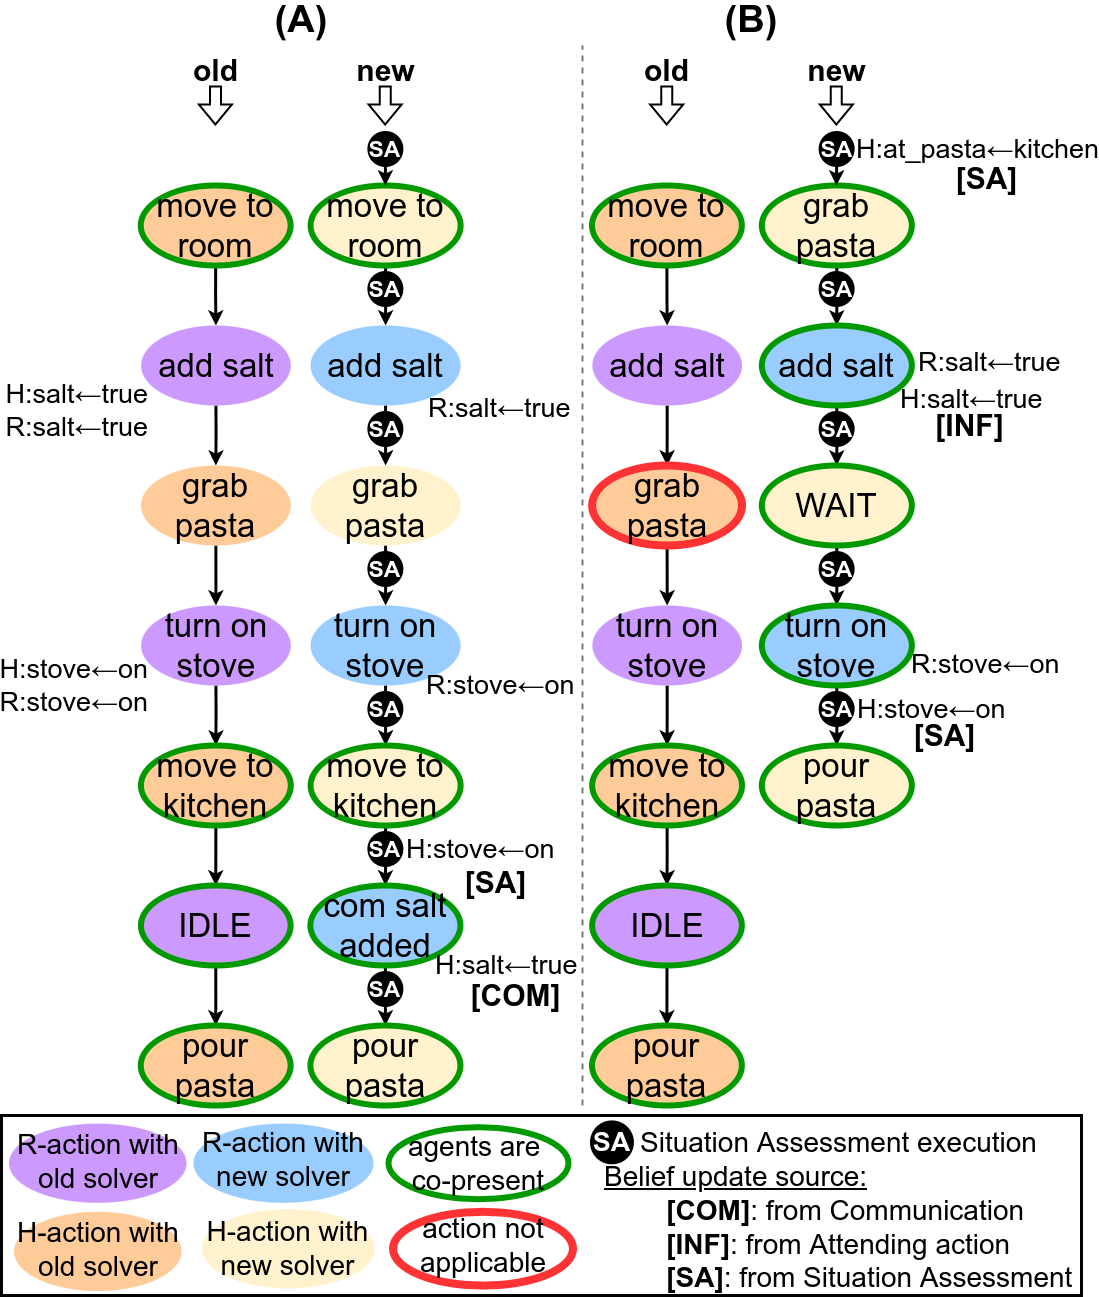 (A)
(B)
old
new
old
new
SA
SA
H:at_pasta←kitchen
[SA]
move to
room
move to
room
move to
room
grab
pasta
SA
SA
add salt
add salt
add salt
add salt
R:salt←true
H:salt←true
R:salt←true
R:salt←true
H:salt←true
[INF]
SA
SA
grab
pasta
grab
pasta
grab
pasta
WAIT
SA
SA
turn on
stove
turn on
stove
turn on
stove
turn on
stove
H:stove←on
R:stove←on
R:stove←on
R:stove←on
SA
SA
H:stove←on
[SA]
move to
kitchen
move to
kitchen
move to
kitchen
pour
pasta
SA
H:stove←on
[SA]
IDLE
com salt
added
IDLE
H:salt←true
[COM]
SA
pour
pasta
pour
pasta
pour
pasta
R-action with
old solver
R-action with
new solver
agents are
co-present
H-action with
old solver
H-action with
new solver
action not
applicable
SA Situation Assessment execution
Belief update source:
[COM]: from Communication
[INF]: from Attending action
[SA]: from Situation Assessment